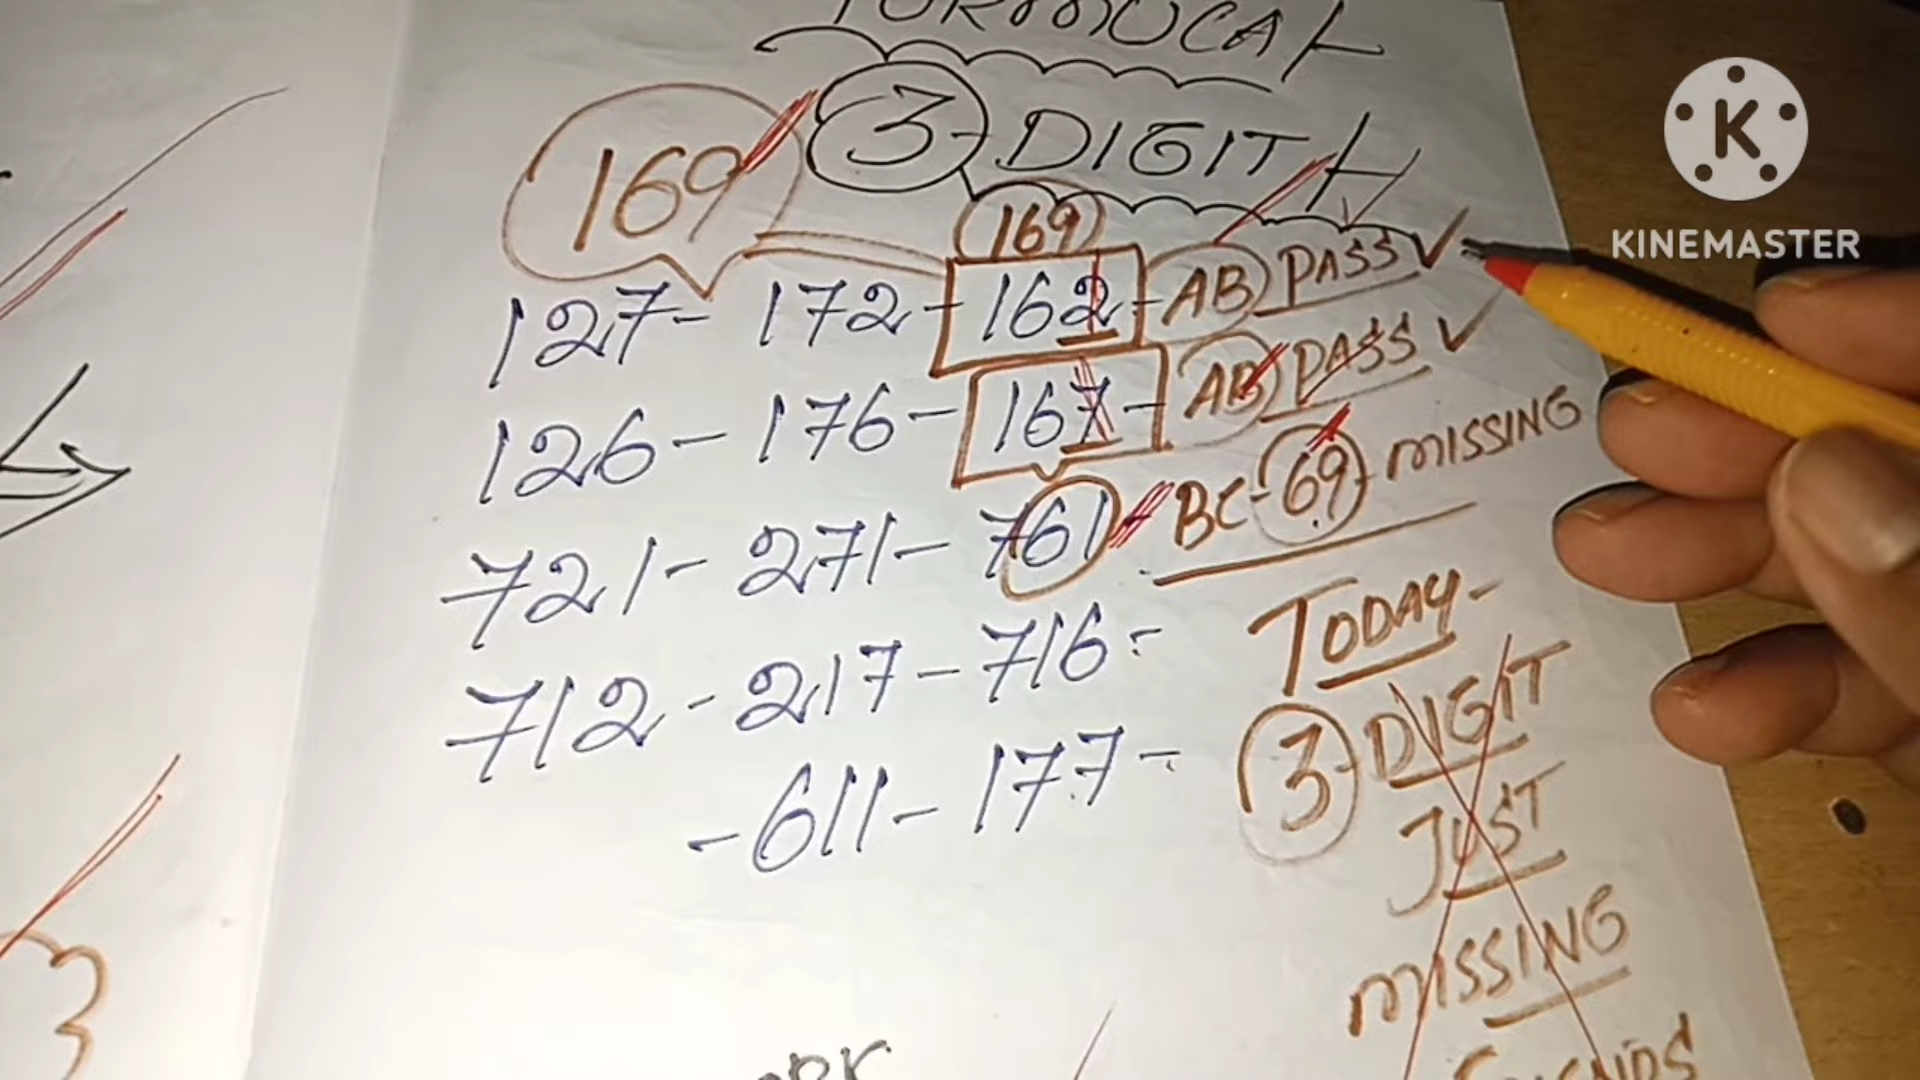 3-DIGIT
169
169
127-172-162-AB PASS ✓
126-176-167-AB PASS ✓
721-271-761 BC-69-MISSING
712-217-716-
-611-177-
TODAY-
3-DIGIT
JUST
MISSING
KINEMASTER